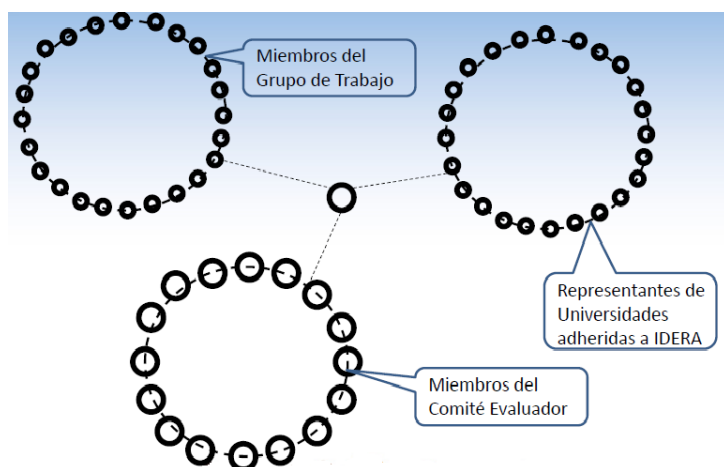 Miembros del
Grupo de Trabajo
Representantes de
Universidades
adheridas a IDERA
Miembros del
Comité Evaluador